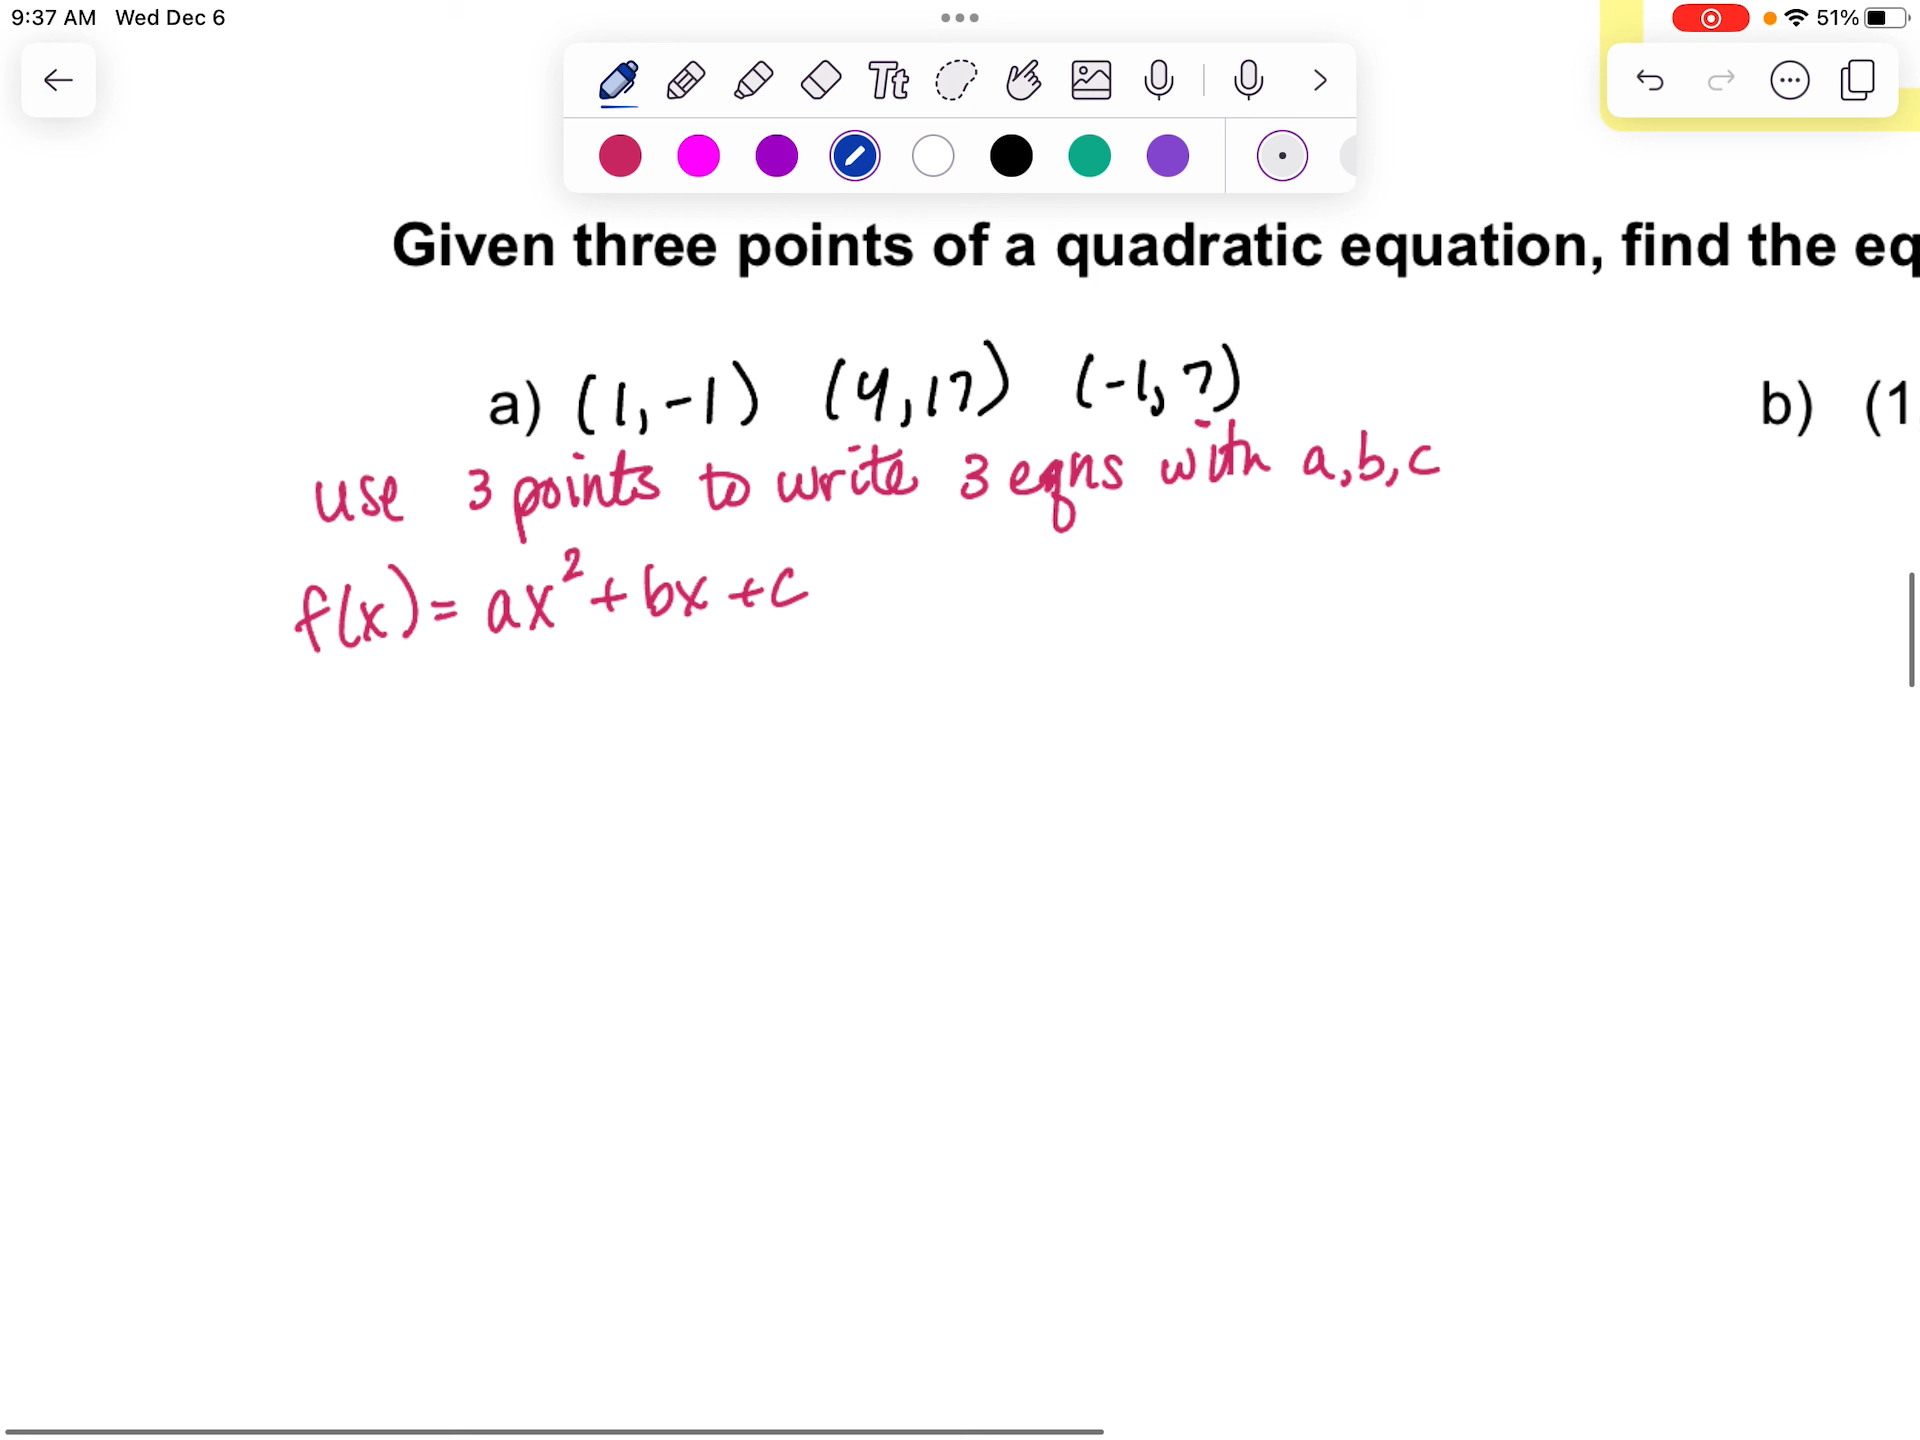 9:37 AM Wed Dec 6
51%
Tt
Given three points of a quadratic equation, find the eq
a) (1, -1) (4, 17) (-1, 7)
b) (1
use 3 points to write 3 eqns with a, b, c
f(x) = ax² + bx + c